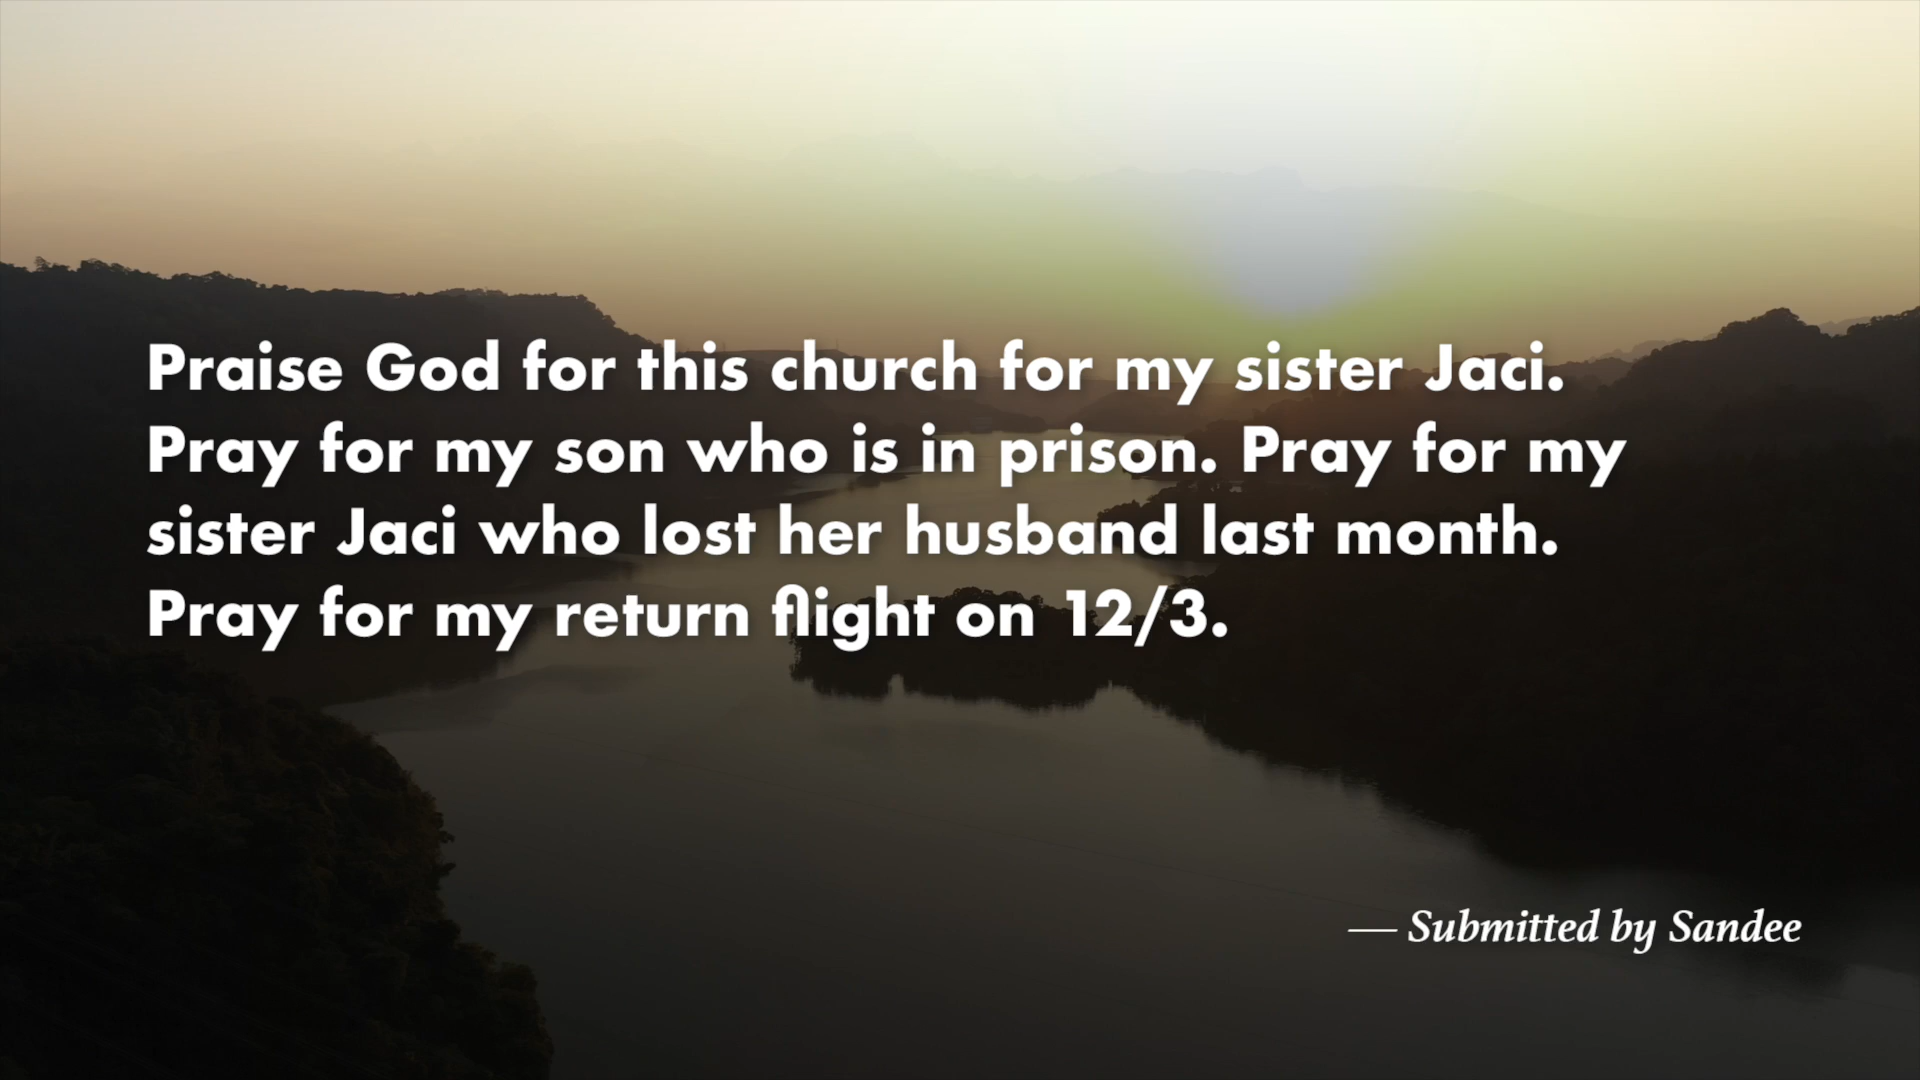 Praise God for this church for my sister Jaci.
Pray for my son who is in prison. Pray for my
sister Jaci who lost her husband last month.
Pray for my return flight on 12/3.
— Submitted by Sandee